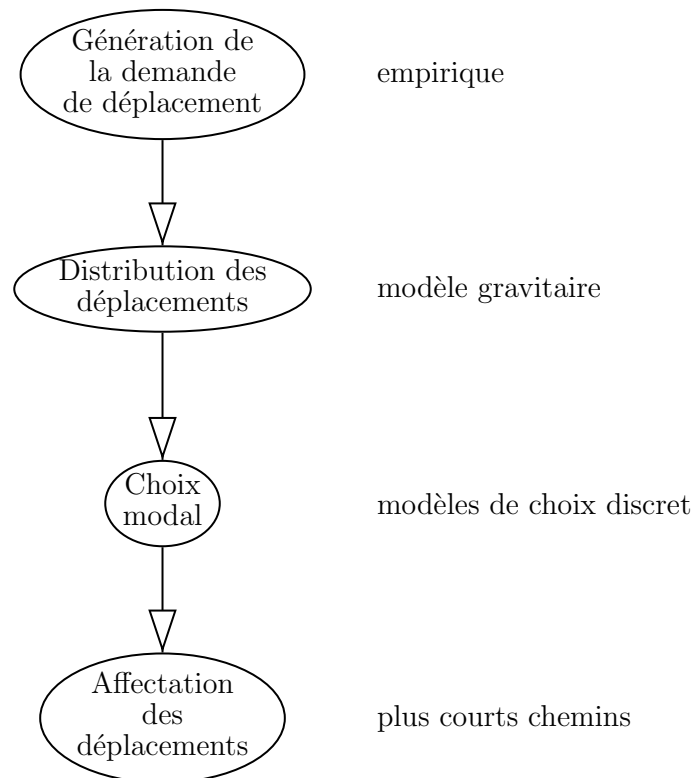 Génération de
la demande
de déplacement
empirique
Distribution des
déplacements
modèle gravitaire
Choix
modal
modèles de choix discret
Affectation
des
déplacements
plus courts chemins